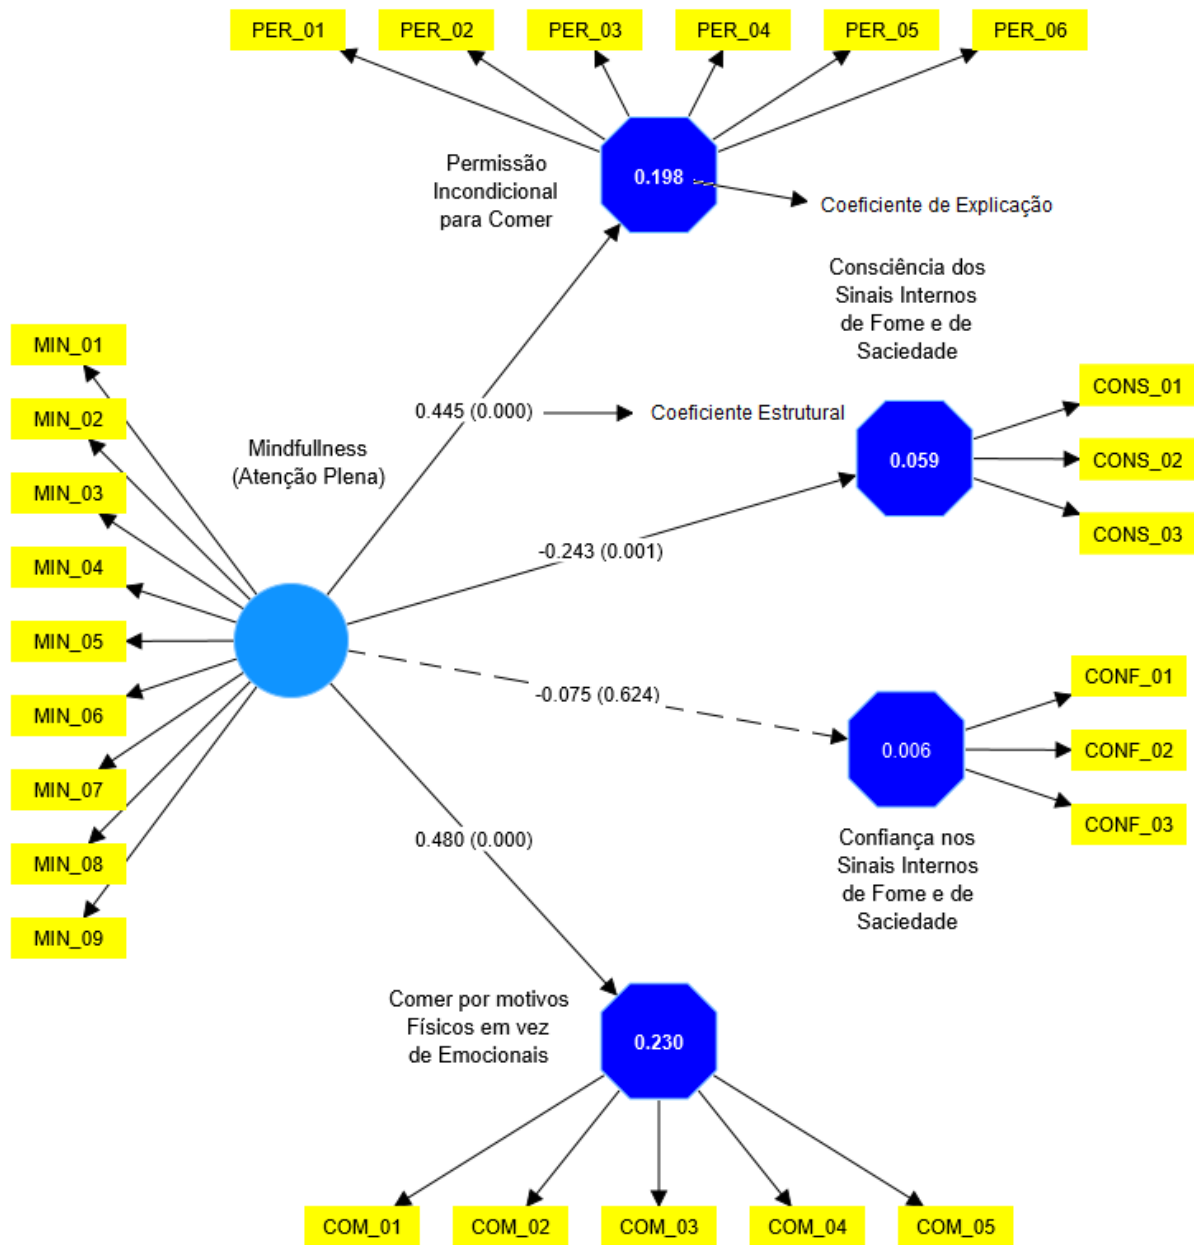 PER_01
PER_02
PER_03
PER_04
PER_05
PER_06
Permissão
Incondicional
para Comer
0.198
Coeficiente de Explicação
Consciência dos
Sinais Internos
de Fome e de
Saciedade
MIN_01
MIN_02
MIN_03
MIN_04
MIN_05
MIN_06
MIN_07
MIN_08
MIN_09
Mindfullness
(Atenção Plena)
0.445 (0.000)
Coeficiente Estrutural
0.059
CONS_01
CONS_02
CONS_03
-0.243 (0.001)
-0.075 (0.624)
0.006
CONF_01
CONF_02
CONF_03
Confiança nos
Sinais Internos
de Fome e de
Saciedade
0.480 (0.000)
Comer por motivos
Físicos em vez
de Emocionais
0.230
COM_01
COM_02
COM_03
COM_04
COM_05